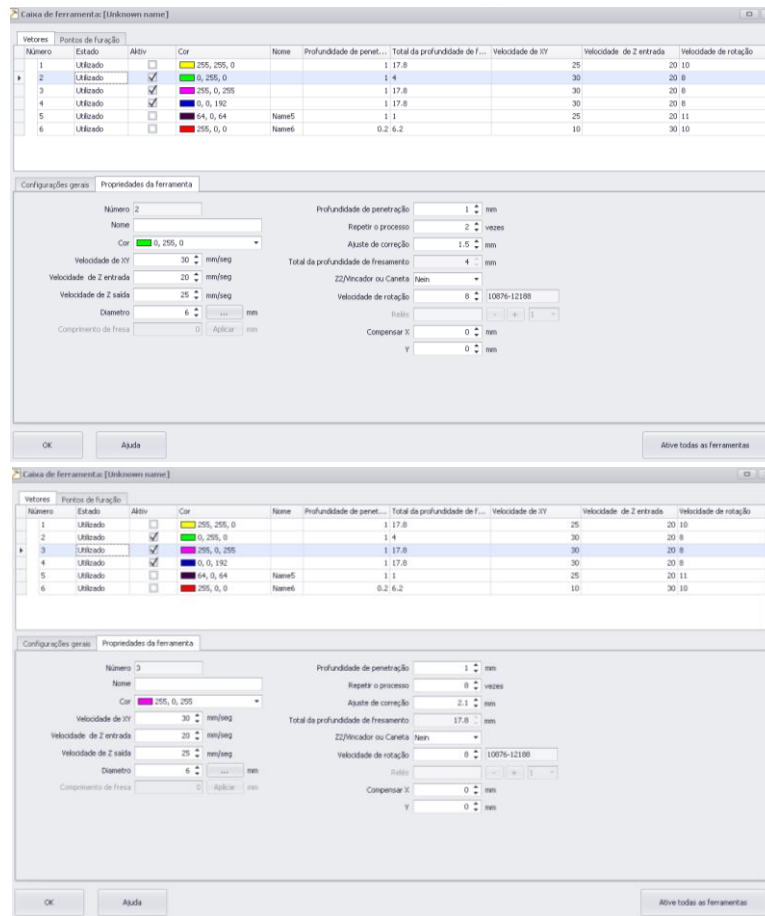 Caixa de ferramenta: [Unknown name]
Vetores Pontos de furação
Número Estado Aktiv Cor Nome Profundidade de penet... Total da profundidade de f... Velocidade de XY Velocidade de Z entrada Velocidade de rotação
1 Utilizado 255, 255, 0 1 17.8 25 20 10
2 Utilizado 0, 255, 0 1 4 30 20 8
3 Utilizado 255, 0, 255 1 17.8 30 20 8
4 Utilizado 0, 0, 192 1 17.8 30 20 8
5 Utilizado 64, 0, 64 Name5 1 1 25 20 11
6 Utilizado 255, 0, 0 Name6 0.2 6.2 10 30 10
Configurações gerais Propriedades da ferramenta
Número 2 Profundidade de penetração 1 mm
Nome Repetir o processo 2 vezes
Cor 0, 255, 0 Ajuste de correção 1.5 mm
Velocidade de XY 30 mm/seg Total da profundidade de fresamento 4 mm
Velocidade de Z entrada 20 mm/seg Z2/Vincador ou Caneta Nein
Velocidade de Z saída 25 mm/seg Velocidade de rotação 8 10876-12188
Diametro 6 ... mm Relés - + 1
Comprimento de fresa 0 Aplicar mm Compensar X 0 mm
Y 0 mm
OK Ajuda Ative todas as ferramentas
Caixa de ferramenta: [Unknown name]
Vetores Pontos de furação
Número Estado Aktiv Cor Nome Profundidade de penet... Total da profundidade de f... Velocidade de XY Velocidade de Z entrada Velocidade de rotação
1 Utilizado 255, 255, 0 1 17.8 25 20 10
2 Utilizado 0, 255, 0 1 4 30 20 8
3 Utilizado 255, 0, 255 1 17.8 30 20 8
4 Utilizado 0, 0, 192 1 17.8 30 20 8
5 Utilizado 64, 0, 64 Name5 1 1 25 20 11
6 Utilizado 255, 0, 0 Name6 0.2 6.2 10 30 10
Configurações gerais Propriedades da ferramenta
Número 3 Profundidade de penetração 1 mm
Nome Repetir o processo 8 vezes
Cor 255, 0, 255 Ajuste de correção 2.1 mm
Velocidade de XY 30 mm/seg Total da profundidade de fresamento 17.8 mm
Velocidade de Z entrada 20 mm/seg Z2/Vincador ou Caneta Nein
Velocidade de Z saída 25 mm/seg Velocidade de rotação 8 10876-12188
Diametro 6 ... mm Relés - + 1
Comprimento de fresa 0 Aplicar mm Compensar X 0 mm
Y 0 mm
OK Ajuda Ative todas as ferramentas